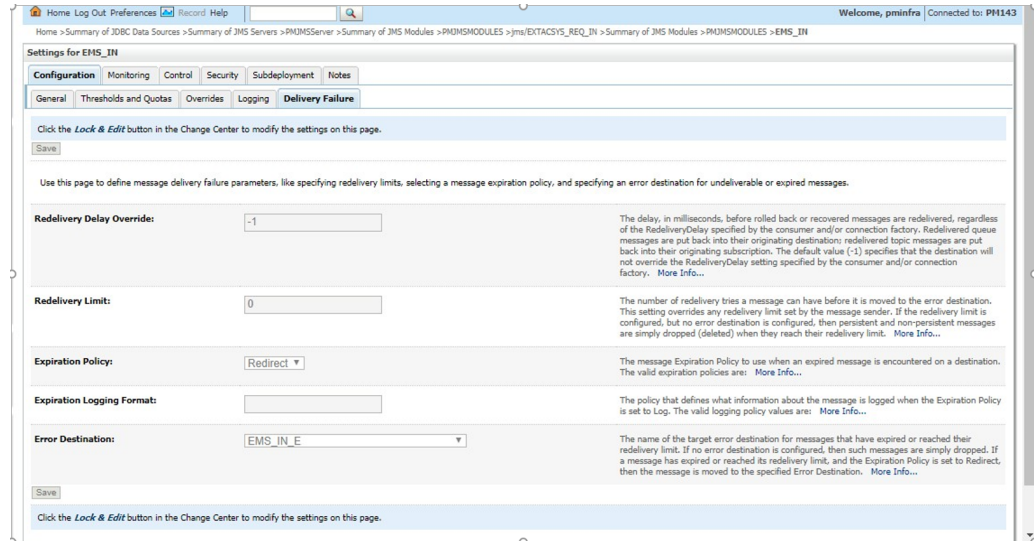 Home Log Out Preferences Record Help
Welcome, pminfra Connected to: PM143
Home >Summary of JDBC Data Sources >Summary of JMS Servers >PMJMSServer >Summary of JMS Modules >PMJMSMODULES >jms/EXTACSYS_REQ_IN >Summary of JMS Modules >PMJMSMODULES >EMS_IN
Settings for EMS_IN
Configuration Monitoring Control Security Subdeployment Notes
General Thresholds and Quotas Overrides Logging Delivery Failure
Click the Lock & Edit button in the Change Center to modify the settings on this page.
Save
Use this page to define message delivery failure parameters, like specifying redelivery limits, selecting a message expiration policy, and specifying an error destination for undeliverable or expired messages.
Redelivery Delay Override:
-1
The delay, in milliseconds, before rolled back or recovered messages are redelivered, regardless
of the RedeliveryDelay specified by the consumer and/or connection factory. Redelivered queue
messages are put back into their originating destination; redelivered topic messages are put
back into their originating subscription. The default value (-1) specifies that the destination will
not override the RedeliveryDelay setting specified by the consumer and/or connection
factory. More Info...
Redelivery Limit:
0
The number of redelivery tries a message can have before it is moved to the error destination.
This setting overrides any redelivery limit set by the message sender. If the redelivery limit is
configured, but no error destination is configured, then persistent and non-persistent messages
are simply dropped (deleted) when they reach their redelivery limit. More Info...
Expiration Policy:
Redirect
The message Expiration Policy to use when an expired message is encountered on a destination.
The valid expiration policies are: More Info...
Expiration Logging Format:
The policy that defines what information about the message is logged when the Expiration Policy
is set to Log. The valid logging policy values are: More Info...
Error Destination:
EMS_IN_E
The name of the target error destination for messages that have expired or reached their
redelivery limit. If no error destination is configured, then such messages are simply dropped. If
a message has expired or reached its redelivery limit, and the Expiration Policy is set to Redirect,
then the message is moved to the specified Error Destination. More Info...
Save
Click the Lock & Edit button in the Change Center to modify the settings on this page.